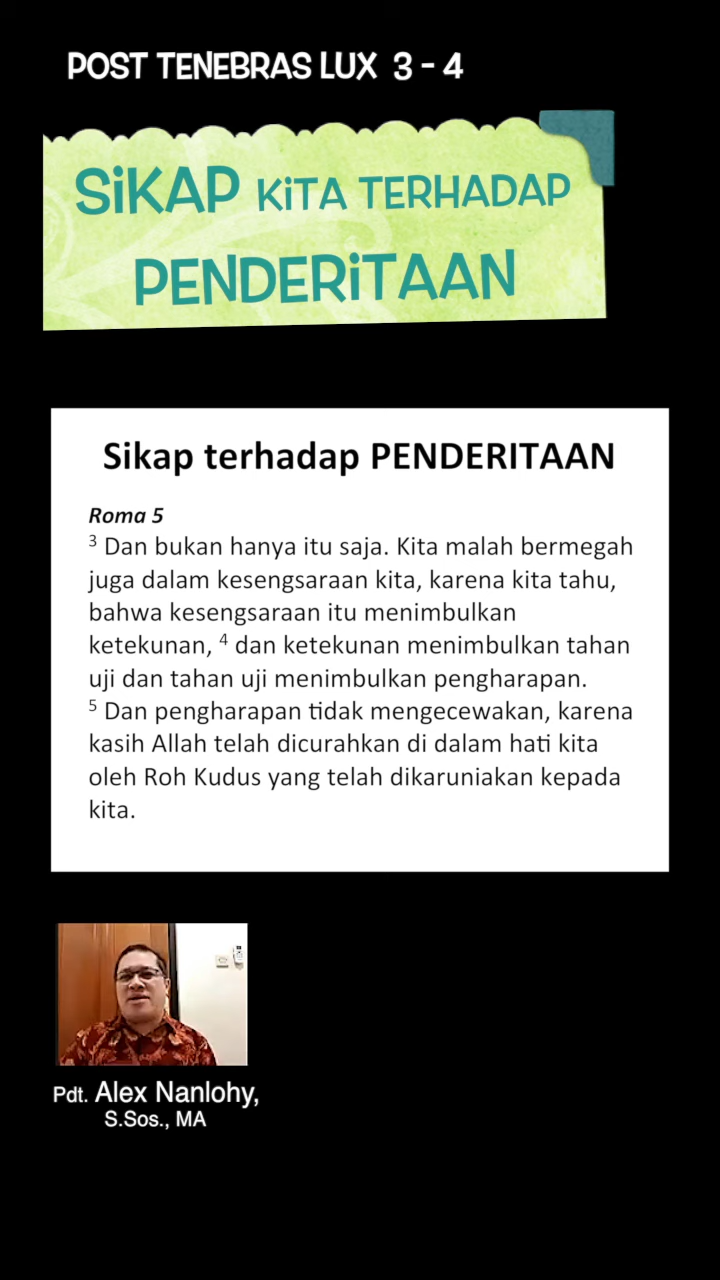 POST TENEBRAS LUX 3 - 4
SiKAP KiTA TERHADAP
PENDERiTAAN
Sikap terhadap PENDERITAAN
Roma 5
3 Dan bukan hanya itu saja. Kita malah bermegah
juga dalam kesengsaraan kita, karena kita tahu,
bahwa kesengsaraan itu menimbulkan
ketekunan, 4 dan ketekunan menimbulkan tahan
uji dan tahan uji menimbulkan pengharapan.
5 Dan pengharapan tidak mengecewakan, karena
kasih Allah telah dicurahkan di dalam hati kita
oleh Roh Kudus yang telah dikaruniakan kepada
kita.
Pdt. Alex Nanlohy,
S.Sos., MA